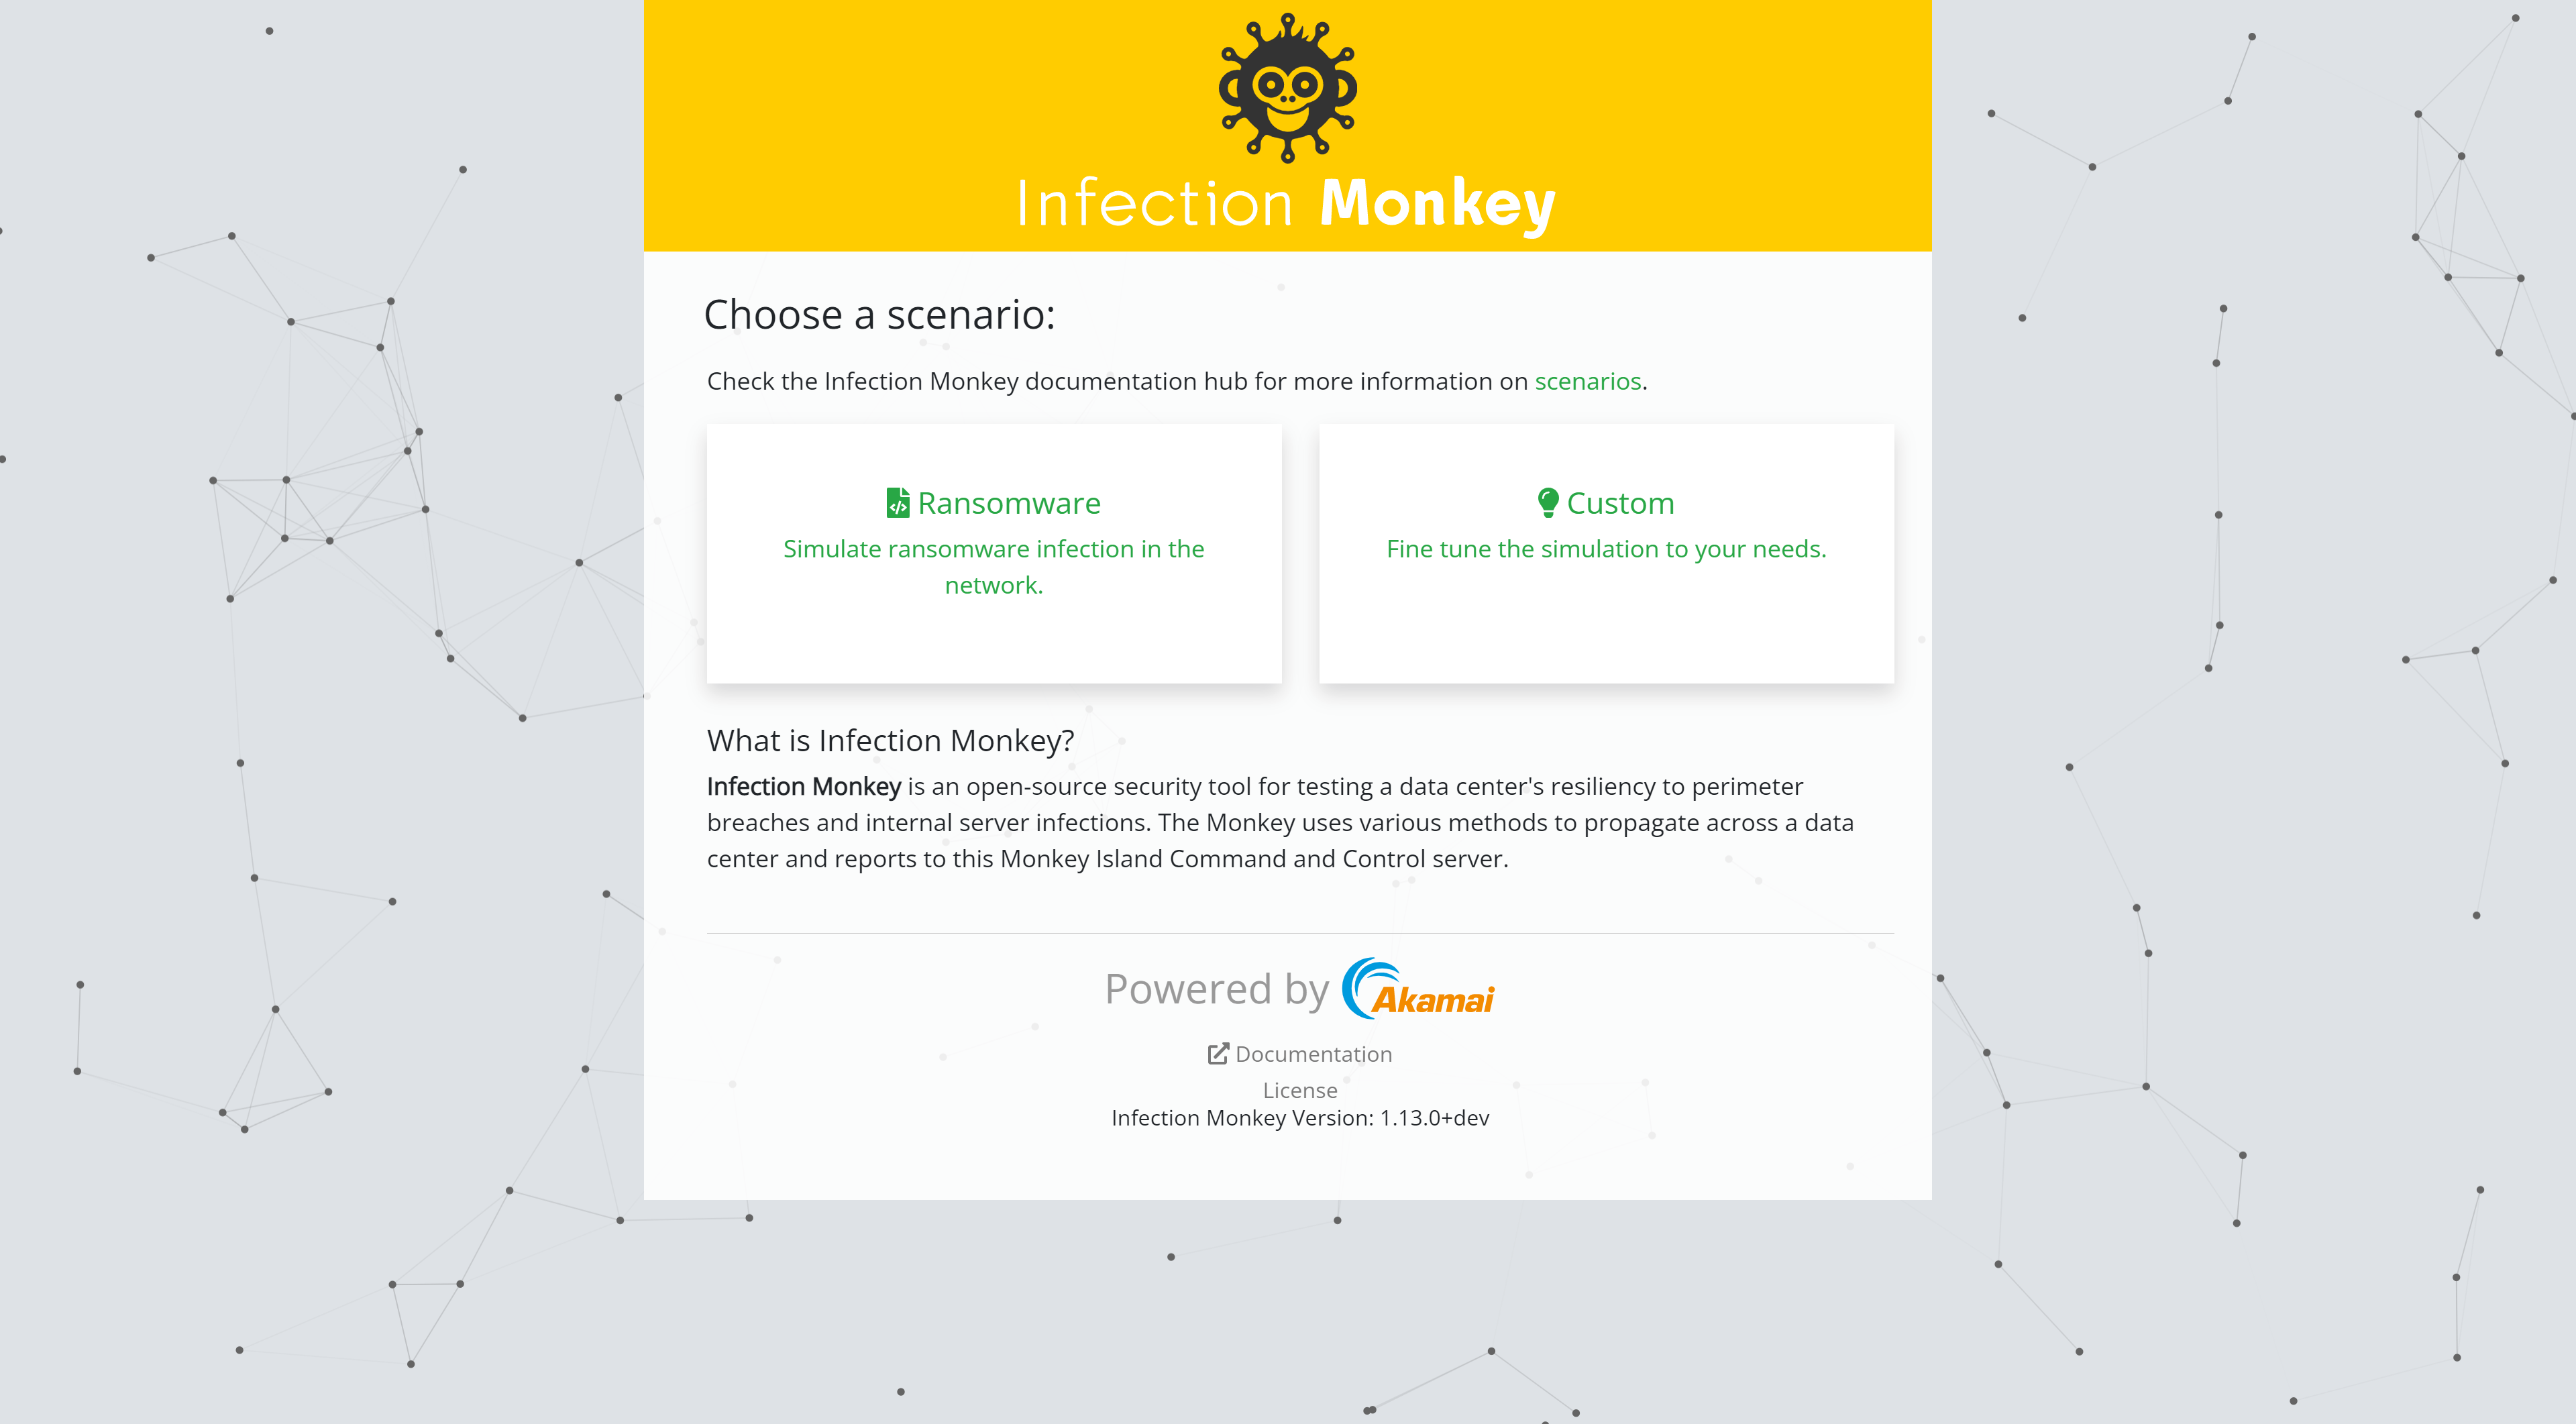 Infection Monkey
Choose a scenario:
Check the Infection Monkey documentation hub for more information on scenarios.
Ransomware
Simulate ransomware infection in the
network.
Custom
Fine tune the simulation to your needs.
What is Infection Monkey?
Infection Monkey is an open-source security tool for testing a data center's resiliency to perimeter
breaches and internal server infections. The Monkey uses various methods to propagate across a data
center and reports to this Monkey Island Command and Control server.
Powered by Akamai
Documentation
License
Infection Monkey Version: 1.13.0+dev